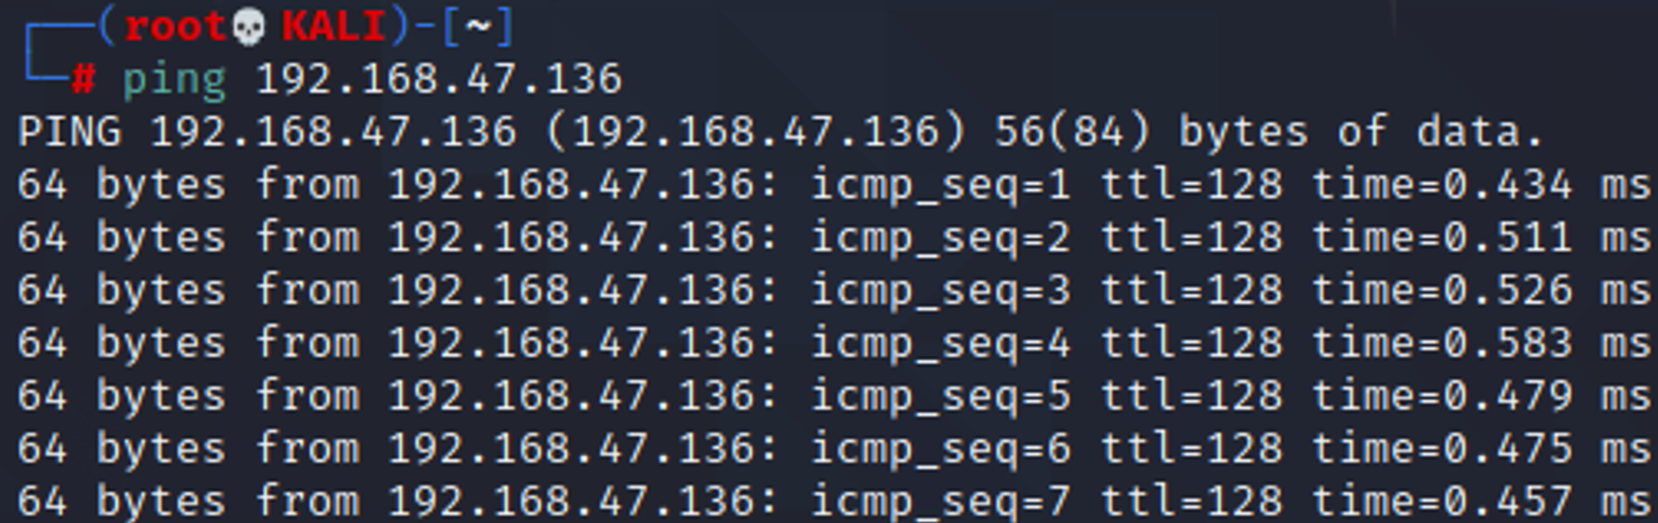 ┌──(root💀KALI)-[~]
└─# ping 192.168.47.136
PING 192.168.47.136 (192.168.47.136) 56(84) bytes of data.
64 bytes from 192.168.47.136: icmp_seq=1 ttl=128 time=0.434 ms
64 bytes from 192.168.47.136: icmp_seq=2 ttl=128 time=0.511 ms
64 bytes from 192.168.47.136: icmp_seq=3 ttl=128 time=0.526 ms
64 bytes from 192.168.47.136: icmp_seq=4 ttl=128 time=0.583 ms
64 bytes from 192.168.47.136: icmp_seq=5 ttl=128 time=0.479 ms
64 bytes from 192.168.47.136: icmp_seq=6 ttl=128 time=0.475 ms
64 bytes from 192.168.47.136: icmp_seq=7 ttl=128 time=0.457 ms